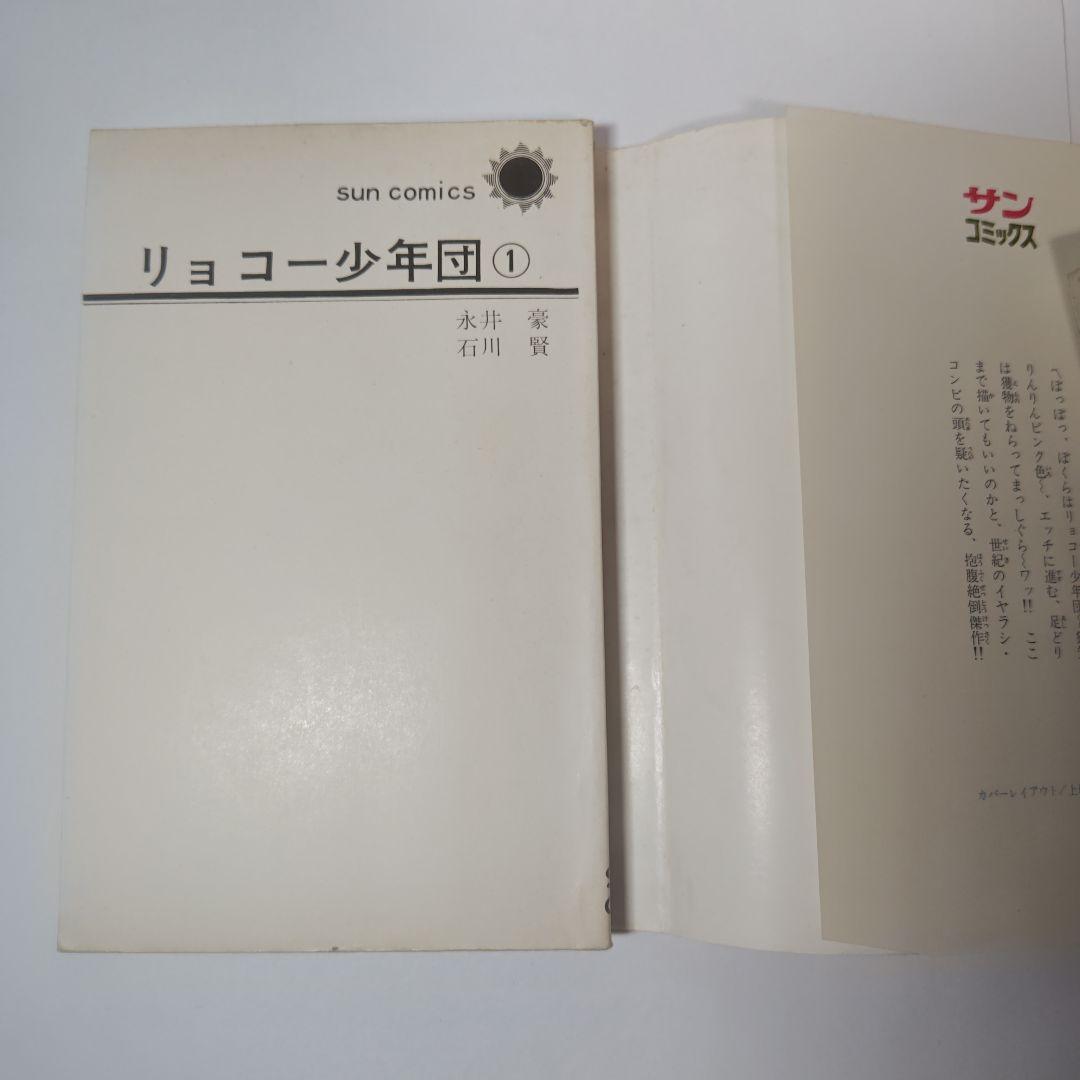 sun comics
リョコー少年団①
永井 豪
石川 賢
サン
コミックス
〽ぽっぽっ、ぼくらはリョコー少年団
りんりんピンク色〜、エッチに進む、足どり
は獲物をねらってまっしぐら〜ワッ!! ここ
まで描いてもいいのかと、世紀のイヤラシ・
コンビの頭を疑いたくなる、抱腹絶倒傑作!!
カバーレイアウト/上